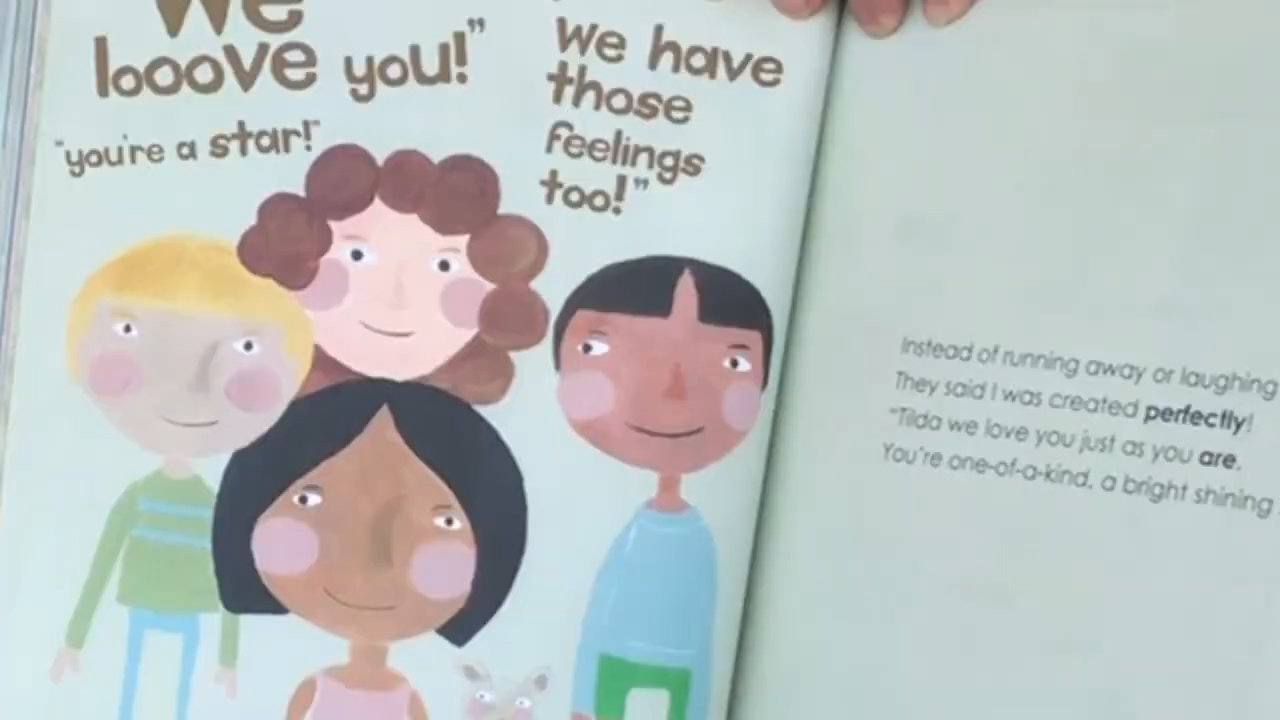 We
looove you!"
"you're a star!"
We have
those
feelings
too!"
Instead of running away or laughing
They said I was created perfectly!
"Tilda we love you just as you are.
You're one-of-a-kind, a bright shining